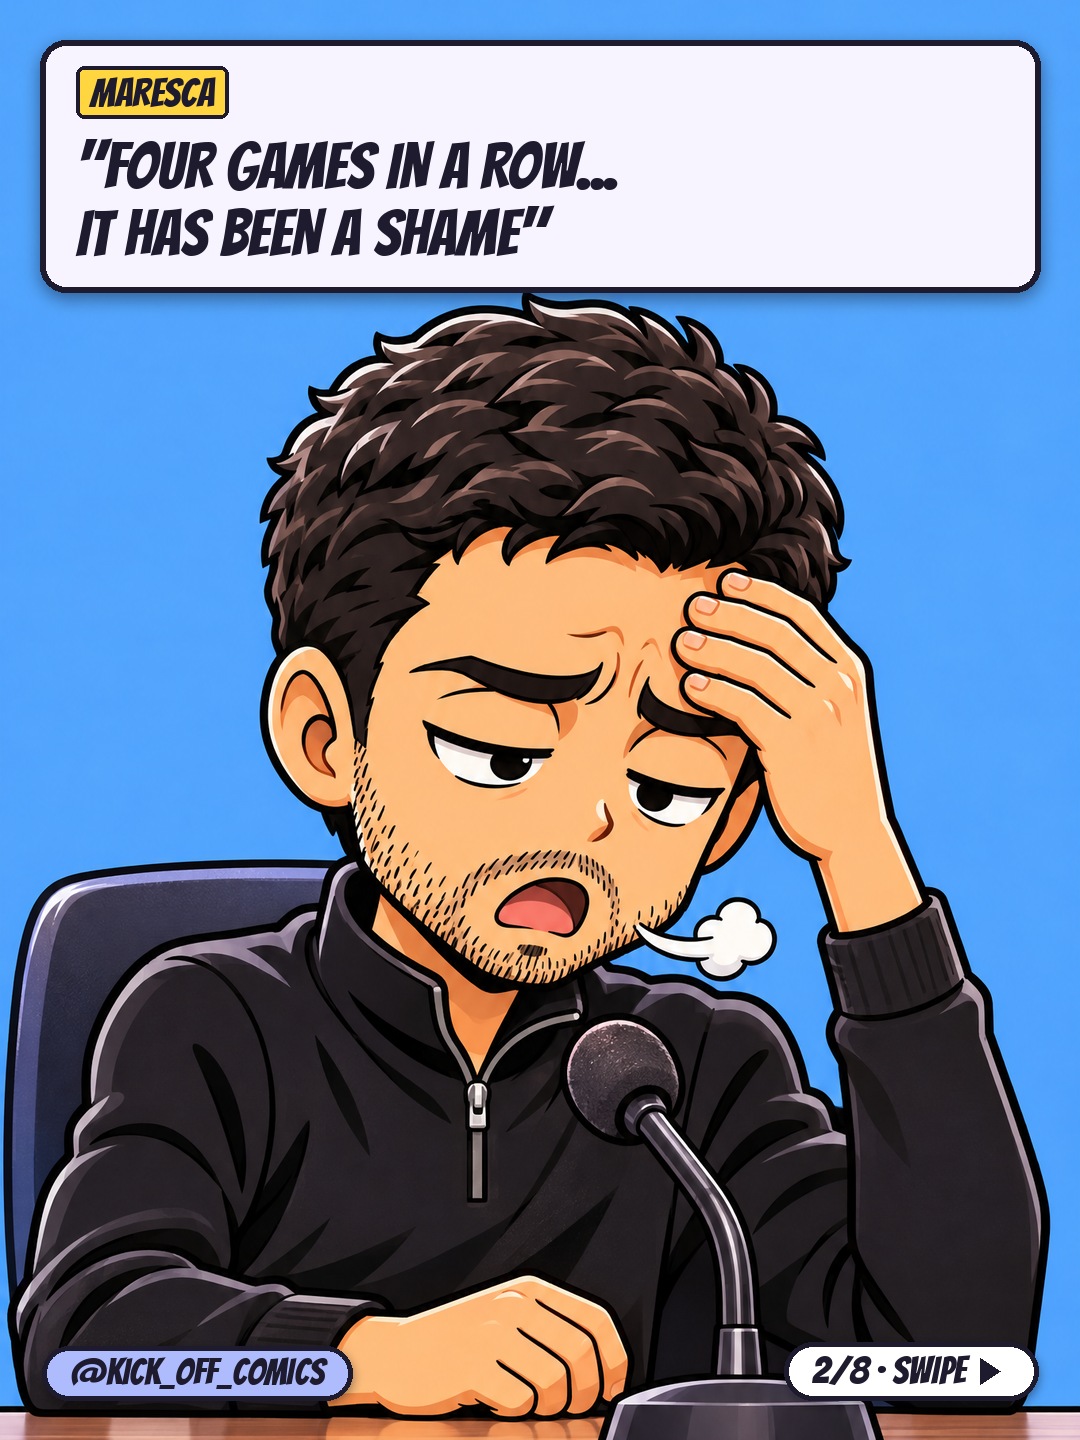 MARESCA
"FOUR GAMES IN A ROW...
IT HAS BEEN A SHAME"
@KICK_OFF_COMICS
2/8 · SWIPE ▶